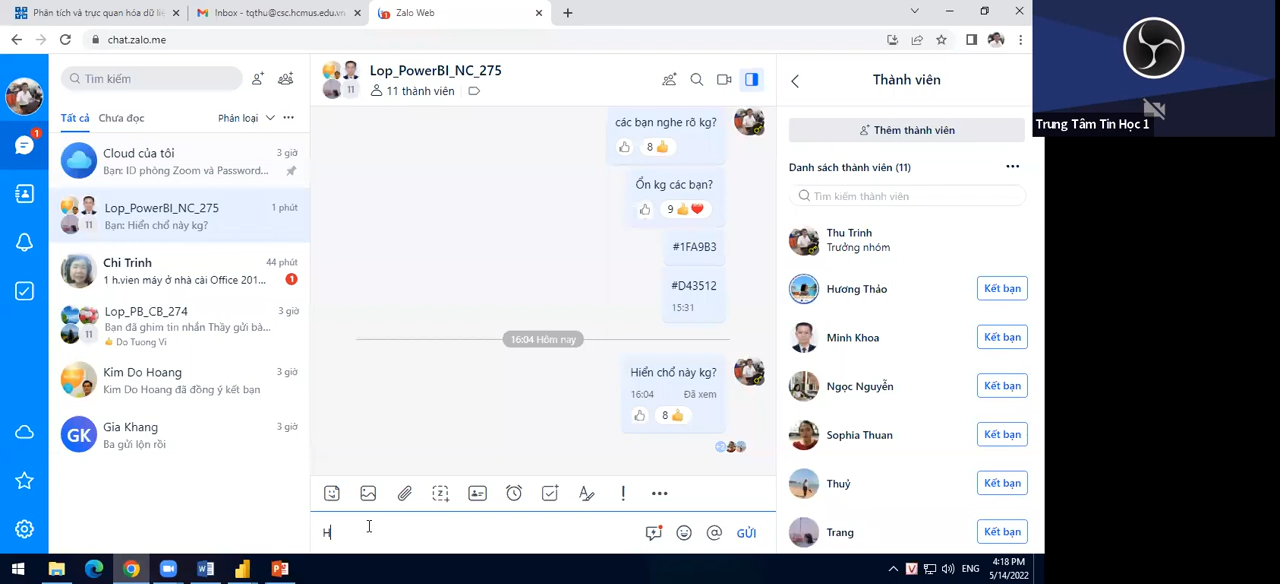 Phân tích và trực quan hóa dữ liệ
Inbox - tqthu@csc.hcmus.edu.vn
Zalo Web
chat.zalo.me
Trung Tâm Tin Học 1
Tìm kiếm
Tất cả
Chưa đọc
Phân loại
Cloud của tôi
3 giờ
Bạn: ID phòng Zoom và Password...
Lop_PowerBI_NC_275
1 phút
11
Bạn: Hiển chổ này kg?
Chi Trinh
44 phút
1 h.vien máy ở nhà cài Office 201...
1
Lop_PB_CB_274
3 giờ
11
Bạn đã ghim tin nhắn Thầy gửi bà...
Do Tuong Vi
Kim Do Hoang
3 giờ
Kim Do Hoang đã đồng ý kết bạn
GK
Gia Khang
3 giờ
Ba gửi lộn rồi
Lop_PowerBI_NC_275
11
11 thành viên
các bạn nghe rõ kg?
8
Ổn kg các bạn?
9
#1FA9B3
#D43512
15:31
16:04 Hôm nay
Hiển chổ này kg?
16:04
Đã xem
8
H
GỬI
Thành viên
Thêm thành viên
Danh sách thành viên (11)
Tìm kiếm thành viên
Thu Trinh
Trưởng nhóm
Hương Thảo
Kết bạn
Minh Khoa
Kết bạn
Ngọc Nguyễn
Kết bạn
Sophia Thuan
Kết bạn
Thuỷ
Kết bạn
Trang
Kết bạn
ENG
4:18 PM
5/14/2022